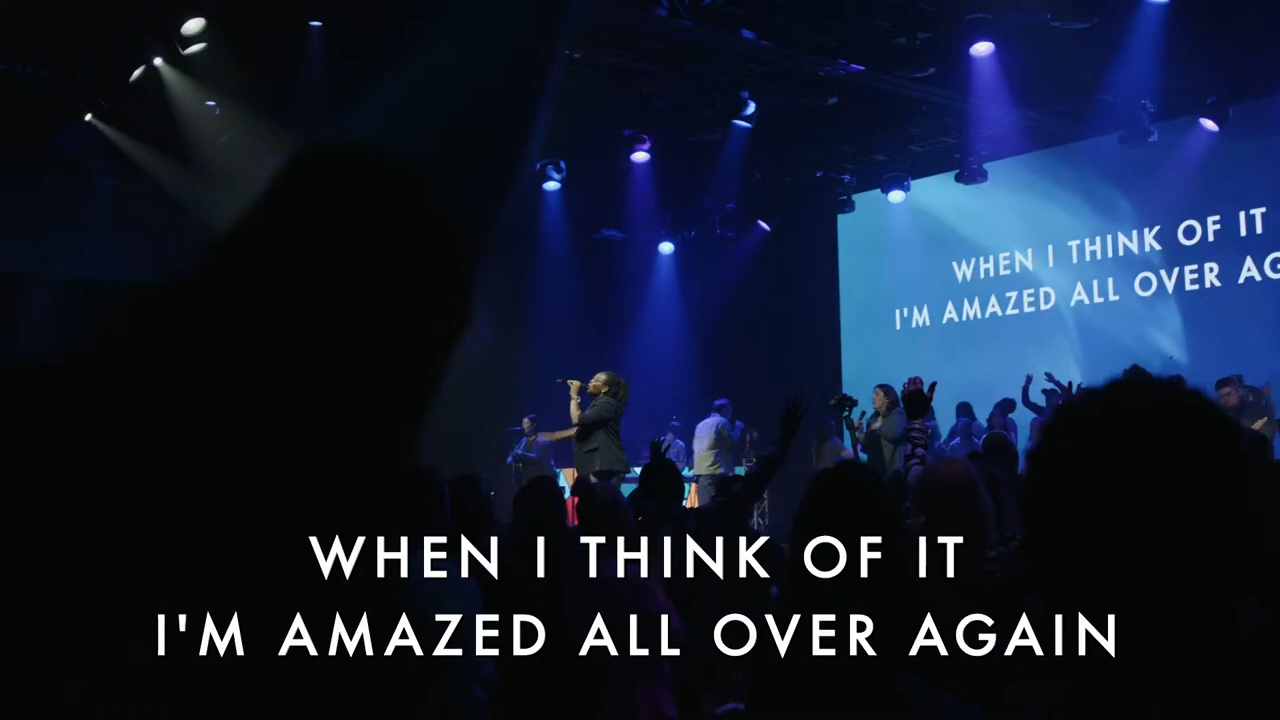 WHEN I THINK OF IT
I'M AMAZED ALL OVER AG
WHEN I THINK OF IT
I'M AMAZED ALL OVER AGAIN